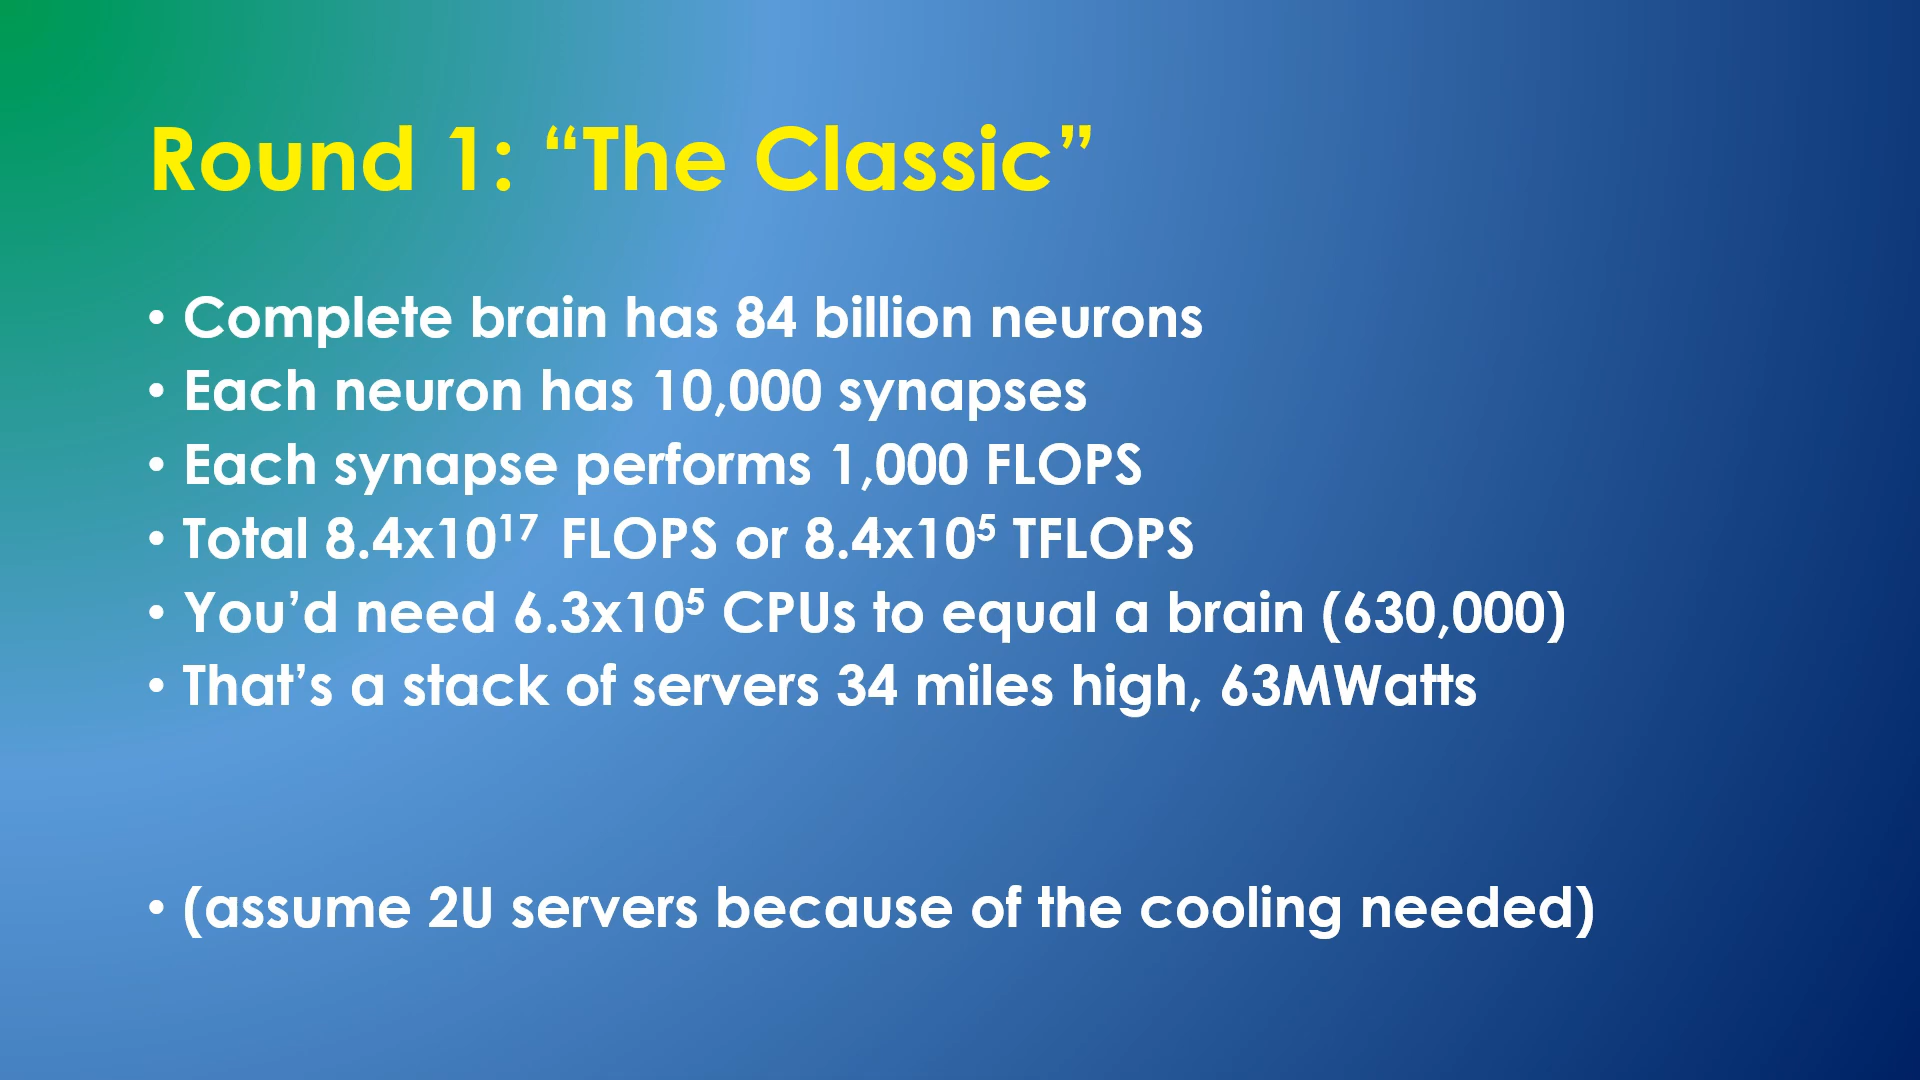 Round 1: “The Classic”
• Complete brain has 84 billion neurons
• Each neuron has 10,000 synapses
• Each synapse performs 1,000 FLOPS
• Total 8.4x10¹⁷ FLOPS or 8.4x10⁵ TFLOPS
• You’d need 6.3x10⁵ CPUs to equal a brain (630,000)
• That’s a stack of servers 34 miles high, 63MWatts
• (assume 2U servers because of the cooling needed)